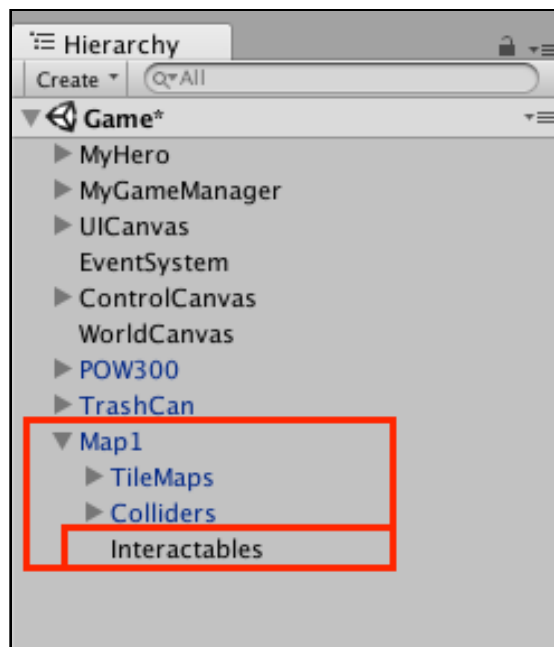 Hierarchy
Create All
Game*
MyHero
MyGameManager
UICanvas
EventSystem
ControlCanvas
WorldCanvas
POW300
TrashCan
Map1
TileMaps
Colliders
Interactables